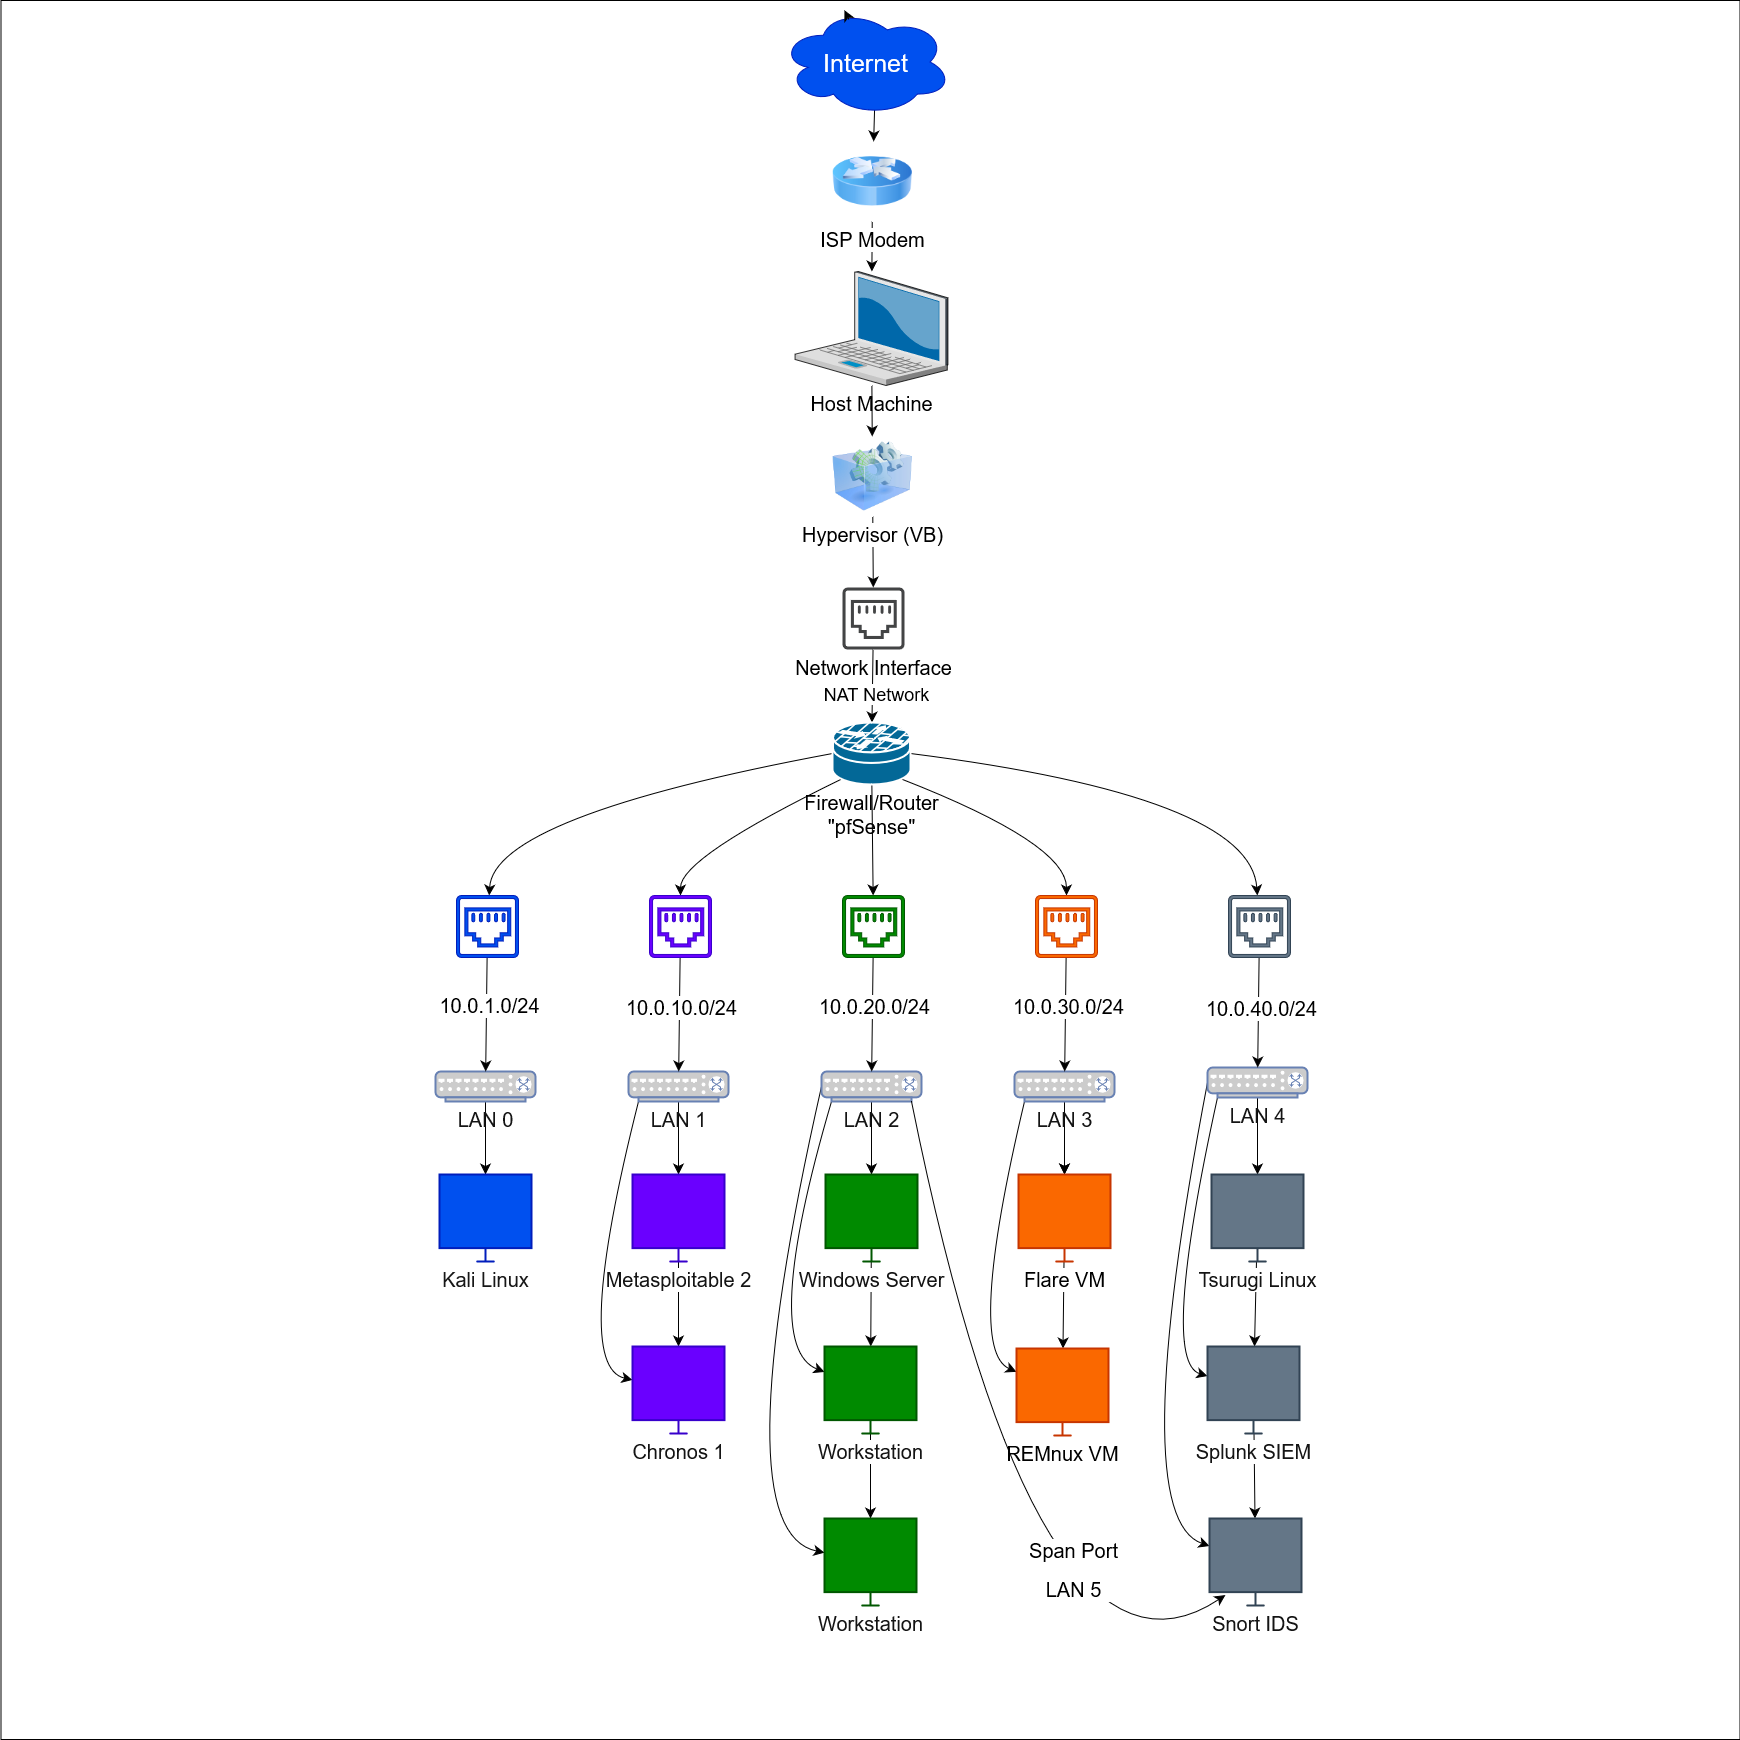 Internet
ISP Modem
Host Machine
Hypervisor (VB)
Network Interface
NAT Network
Firewall/Router
"pfSense"
10.0.1.0/24
10.0.10.0/24
10.0.20.0/24
10.0.30.0/24
10.0.40.0/24
LAN 0
LAN 1
LAN 2
LAN 3
LAN 4
Kali Linux
Metasploitable 2
Windows Server
Flare VM
Tsurugi Linux
Chronos 1
Workstation
REMnux VM
Splunk SIEM
Span Port
LAN 5
Workstation
Snort IDS